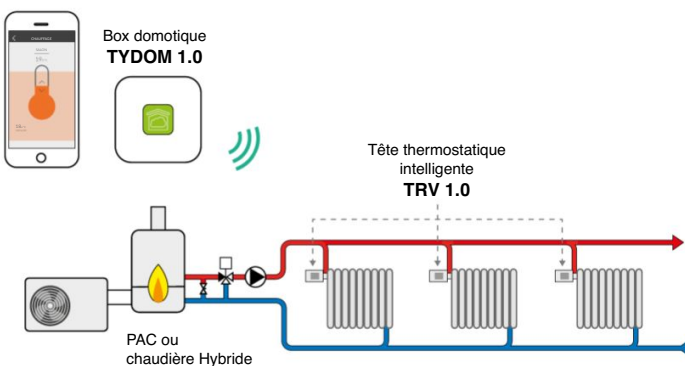 CHAUFFAGE
Box domotique
TYDOM 1.0
Tête thermostatique
intelligente
TRV 1.0
PAC ou
chaudière Hybride